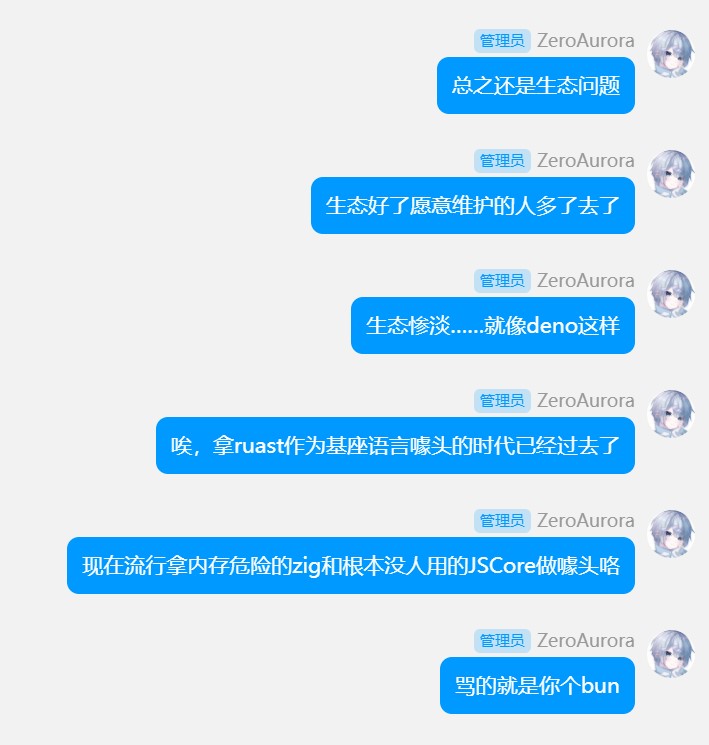 管理员 ZeroAurora
总之还是生态问题
管理员 ZeroAurora
生态好了愿意维护的人多了去了
管理员 ZeroAurora
生态惨淡……就像deno这样
管理员 ZeroAurora
唉，拿ruast作为基座语言噱头的时代已经过去了
管理员 ZeroAurora
现在流行拿内存危险的zig和根本没人用的JSCore做噱头咯
管理员 ZeroAurora
骂的就是你个bun